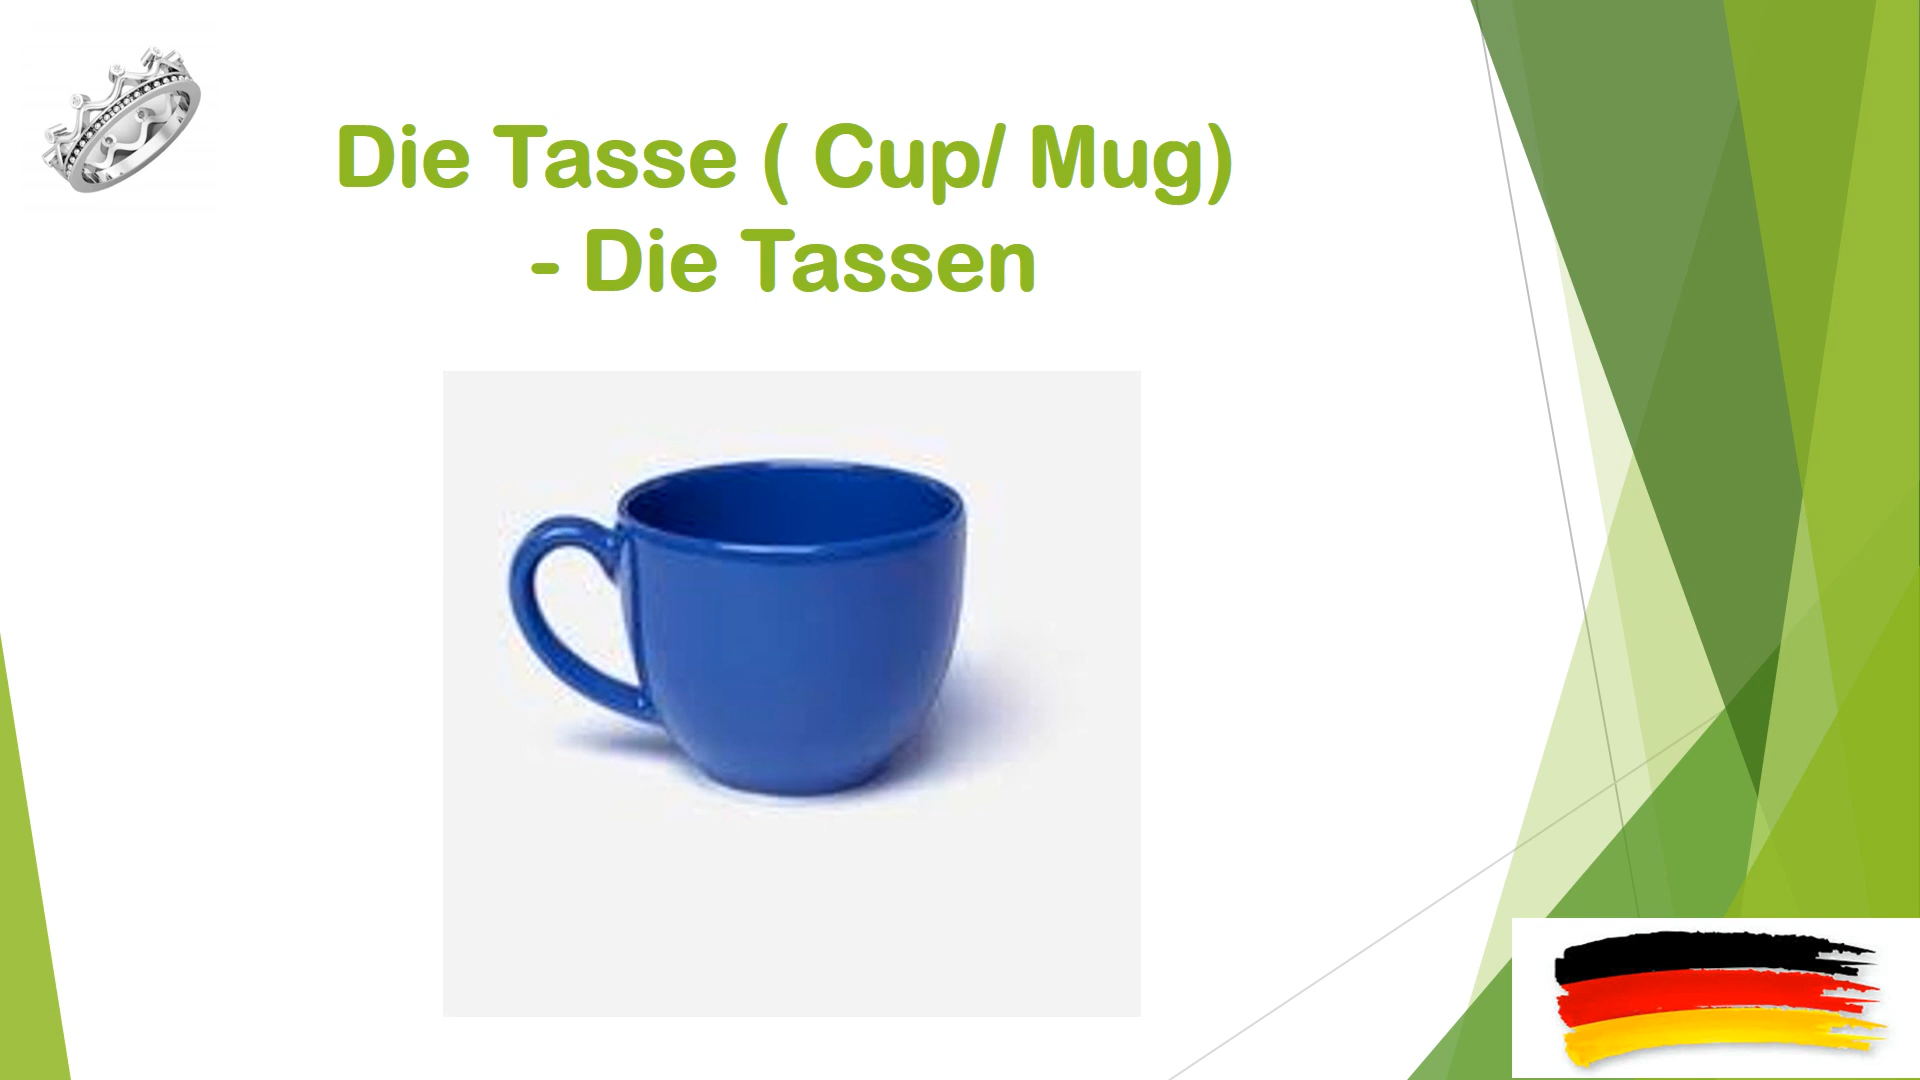 Die Tasse ( Cup/ Mug)
- Die Tassen